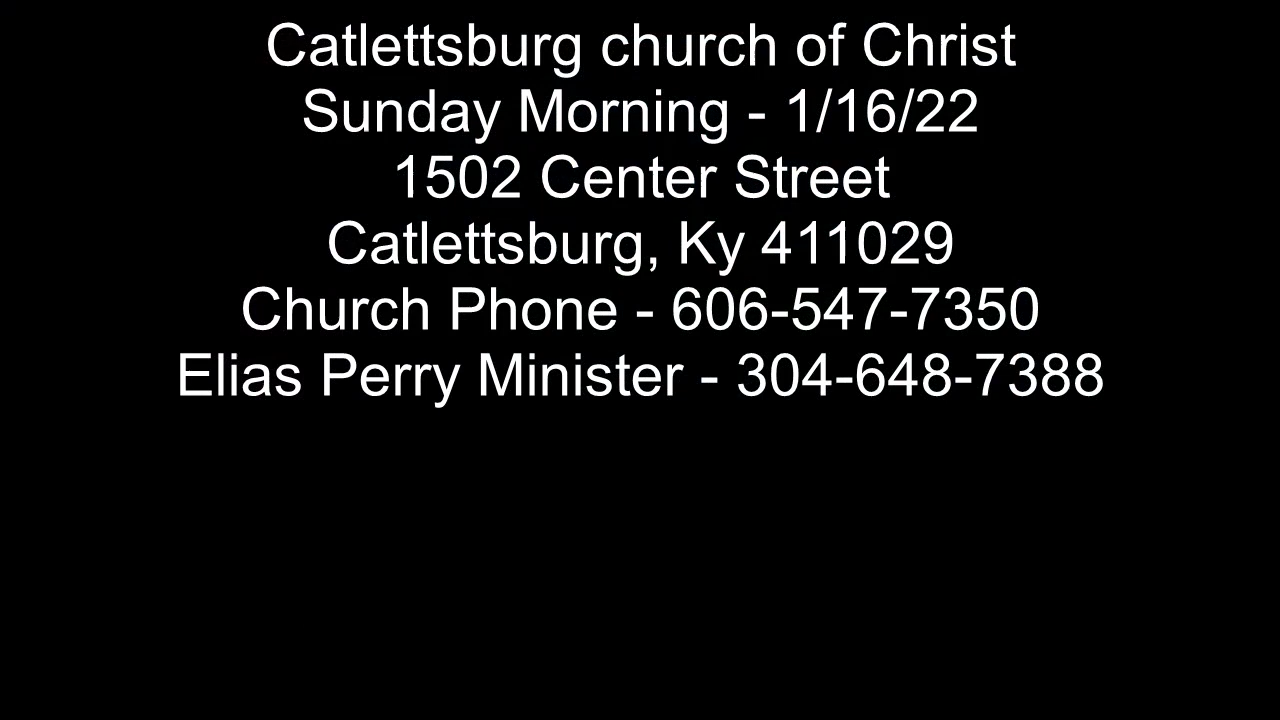 Catlettsburg church of Christ
Sunday Morning - 1/16/22
1502 Center Street
Catlettsburg, Ky 411029
Church Phone - 606-547-7350
Elias Perry Minister - 304-648-7388